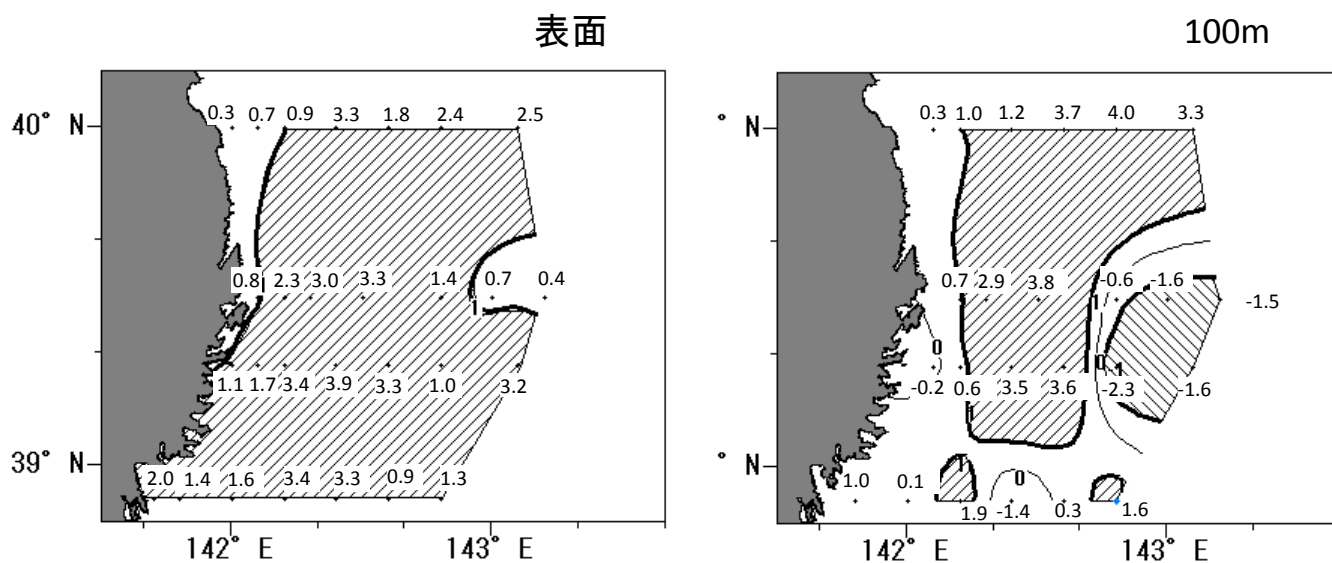 表面
100m
40° N
0.3 0.7 0.9 3.3 1.8 2.4 2.5
0.8 2.3 3.0 3.3 1.4 0.7 0.4
1
1.1 1.7 3.4 3.9 3.3 1.0 3.2
39° N
2.0 1.4 1.6 3.4 3.3 0.9 1.3
142° E 143° E
° N
0.3 1.0 1.2 3.7 4.0 3.3
0.7 2.9 3.8 -0.6 -1.6 -1.5
1
0 0 1
-0.2 0.6 3.5 3.6 -2.3 -1.6
1
° N
1 0
1.0 0.1 1.9 -1.4 0.3 1.6
142° E 143° E